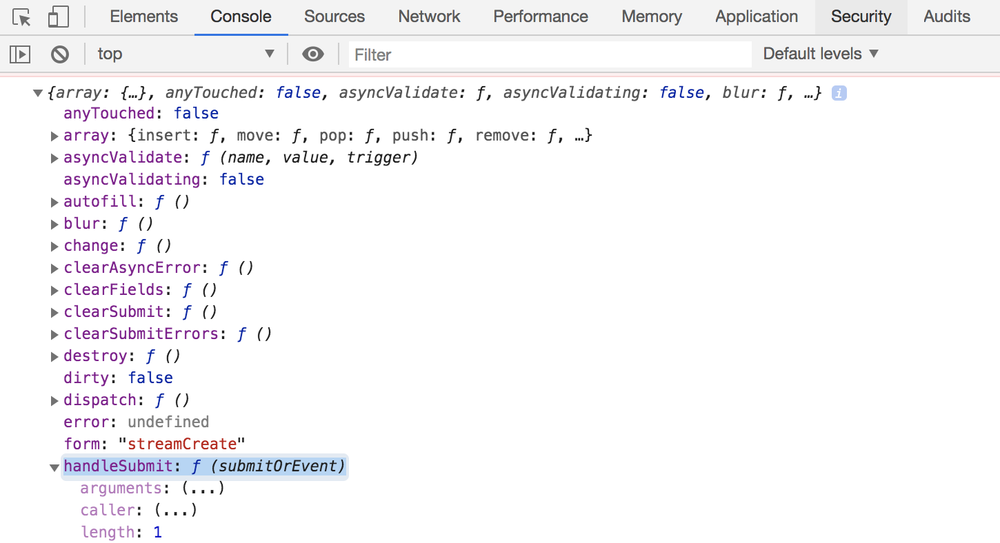 Elements Console Sources Network Performance Memory Application Security Audits
top ▼ Filter Default levels ▼
▼{array: {…}, anyTouched: false, asyncValidate: ƒ, asyncValidating: false, blur: ƒ, …} i
anyTouched: false
▶array: {insert: ƒ, move: ƒ, pop: ƒ, push: ƒ, remove: ƒ, …}
▶asyncValidate: ƒ (name, value, trigger)
asyncValidating: false
▶autofill: ƒ ()
▶blur: ƒ ()
▶change: ƒ ()
▶clearAsyncError: ƒ ()
▶clearFields: ƒ ()
▶clearSubmit: ƒ ()
▶clearSubmitErrors: ƒ ()
▶destroy: ƒ ()
dirty: false
▶dispatch: ƒ ()
error: undefined
form: "streamCreate"
▼handleSubmit: ƒ (submitOrEvent)
arguments: (...)
caller: (...)
length: 1